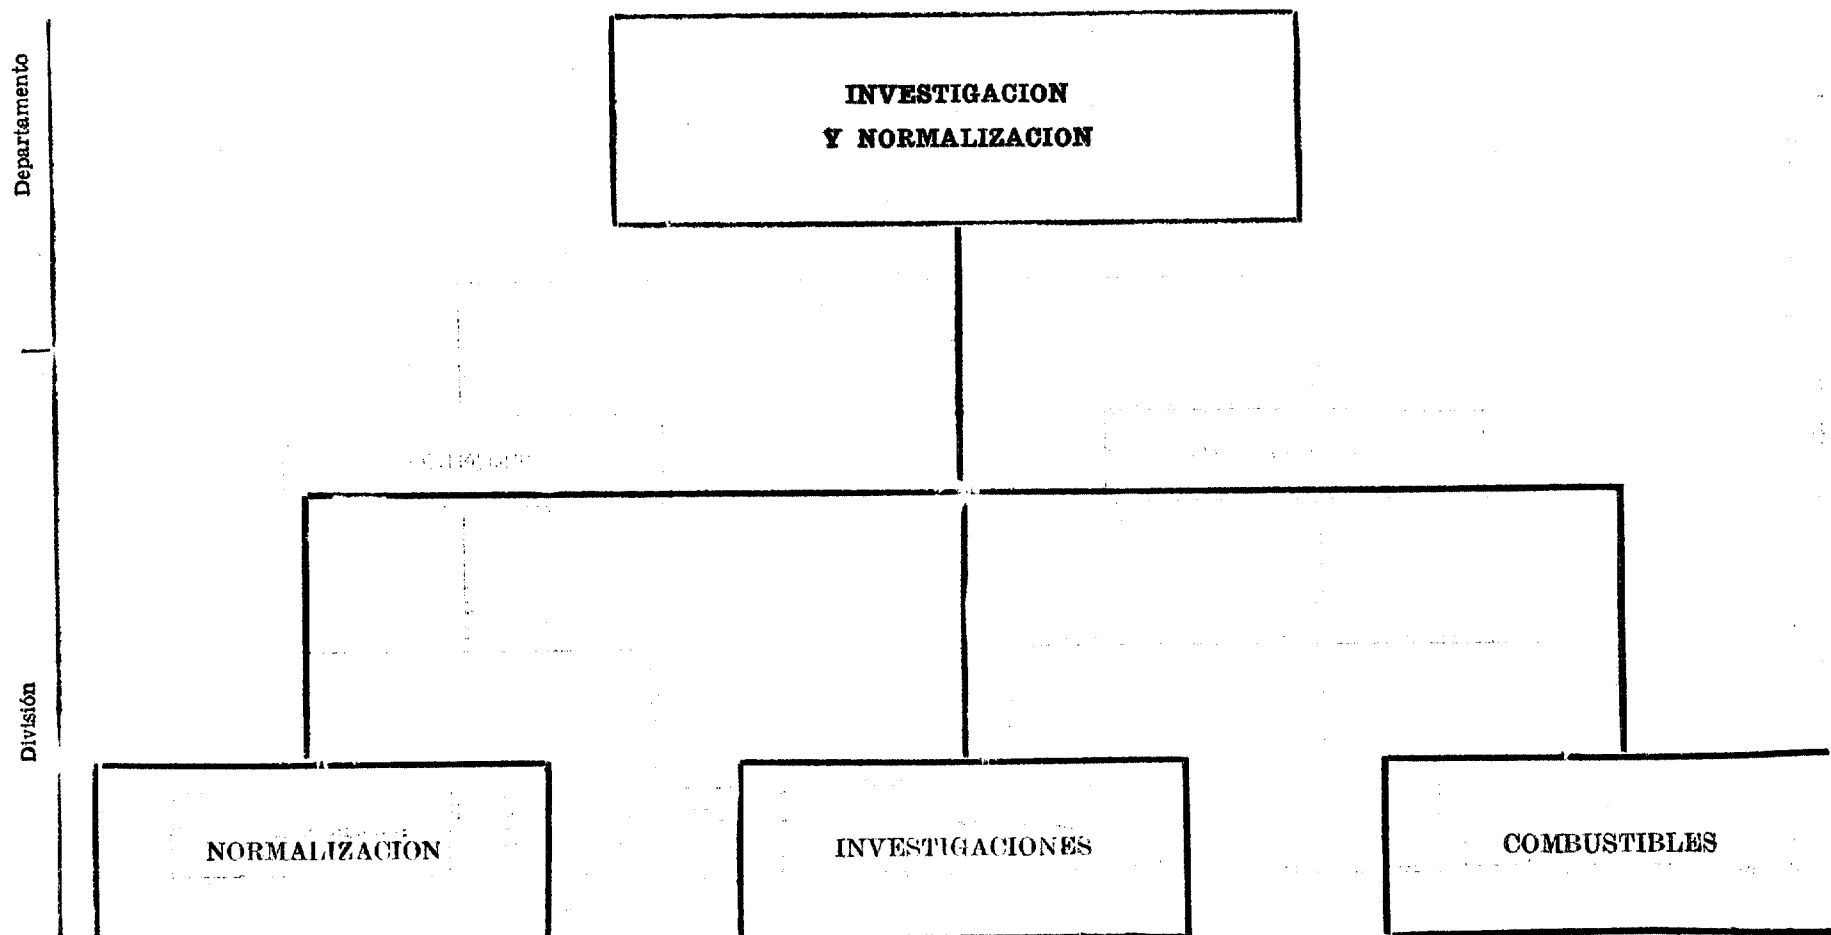 Departamento
INVESTIGACION
Y NORMALIZACION
División
NORMALIZACION
INVESTIGACIONES
COMBUSTIBLES